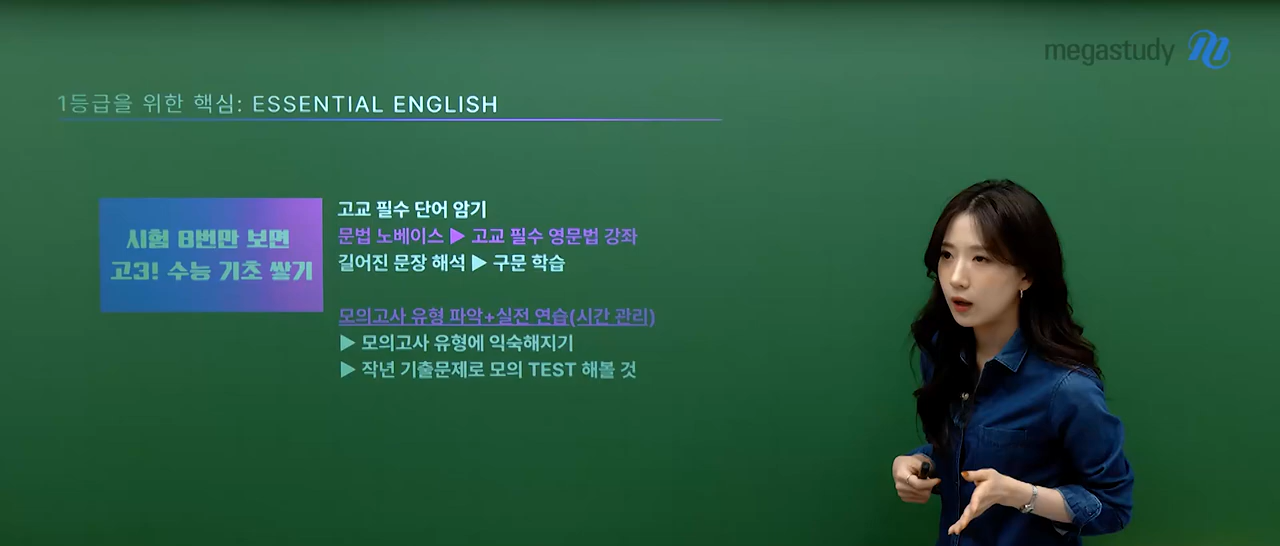 megastudy
1등급을 위한 핵심: ESSENTIAL ENGLISH
시험 8번만 보면
고3! 수능 기초 쌓기
고교 필수 단어 암기
문법 노베이스 ▶ 고교 필수 영문법 강좌
길어진 문장 해석 ▶ 구문 학습
모의고사 유형 파악+실전 연습(시간 관리)
▶ 모의고사 유형에 익숙해지기
▶ 작년 기출문제로 모의 TEST 해볼 것